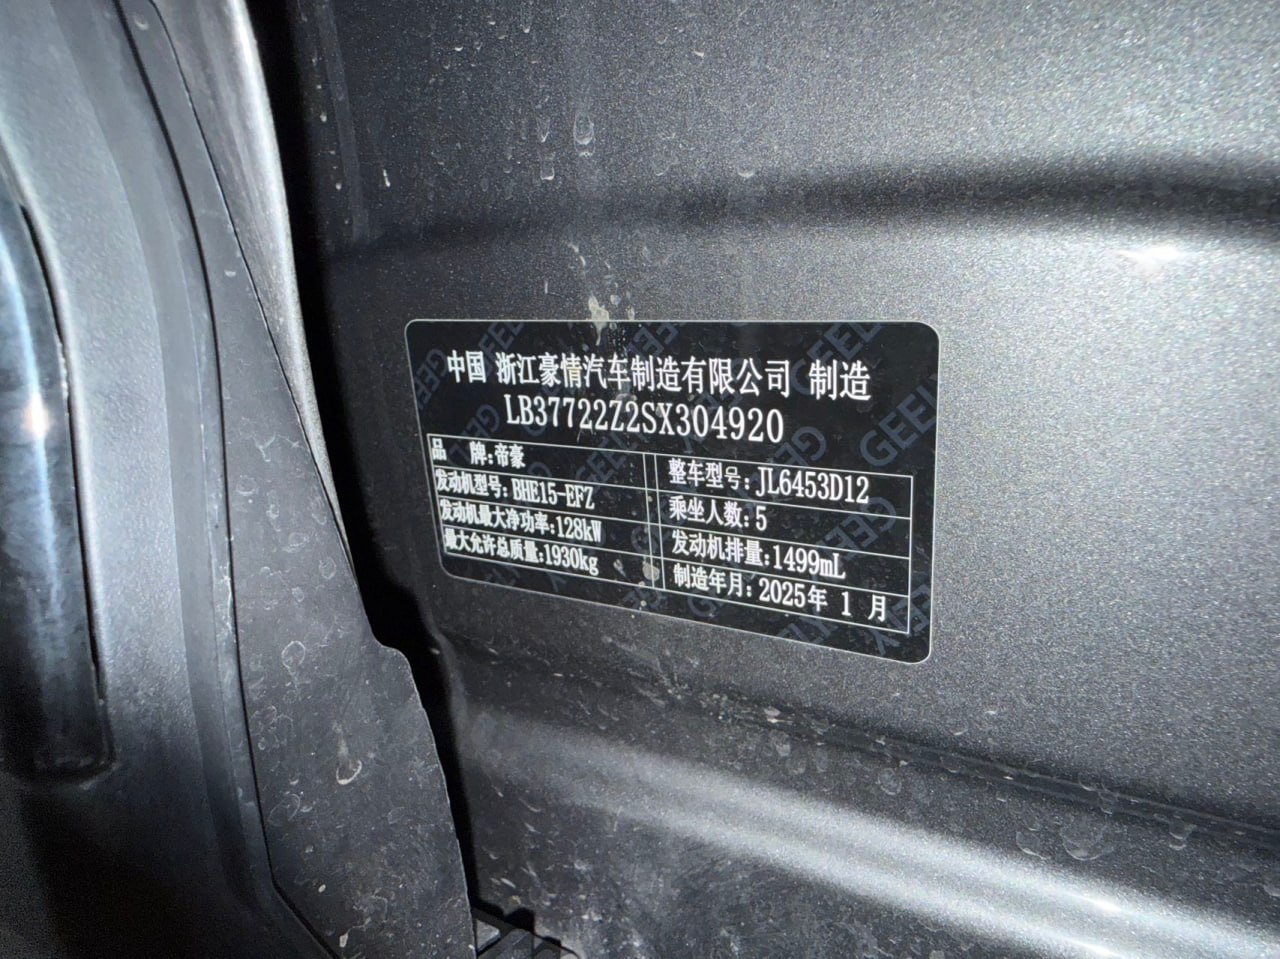 中国 浙江豪情汽车制造有限公司 制造
LB37722Z2SX304920
品 牌:帝豪
整车型号:JL6453D12
发动机型号:BHE15-EFZ
乘坐人数:5
发动机最大净功率:128kW
发动机排量:1499mL
最大允许总质量:1930kg
制造年月:2025年 1 月
GEELY